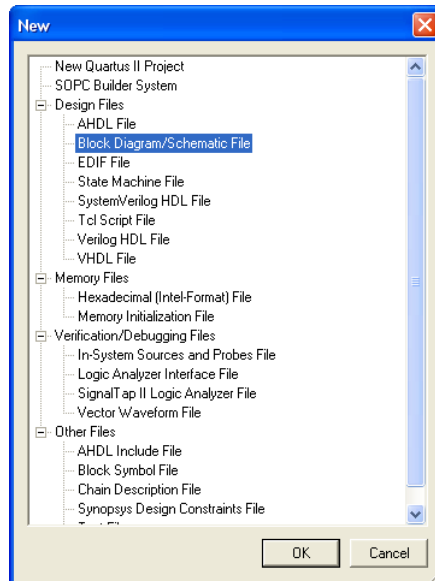 New
New Quartus II Project
SOPC Builder System
Design Files
AHDL File
Block Diagram/Schematic File
EDIF File
State Machine File
SystemVerilog HDL File
Tcl Script File
Verilog HDL File
VHDL File
Memory Files
Hexadecimal (Intel-Format) File
Memory Initialization File
Verification/Debugging Files
In-System Sources and Probes File
Logic Analyzer Interface File
SignalTap II Logic Analyzer File
Vector Waveform File
Other Files
AHDL Include File
Block Symbol File
Chain Description File
Synopsys Design Constraints File
OK Cancel